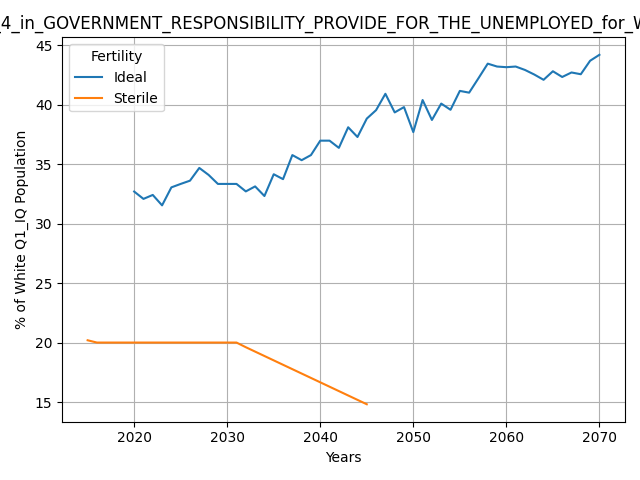 _4_in_GOVERNMENT_RESPONSIBILITY_PROVIDE_FOR_THE_UNEMPLOYED_for_W
Fertility
Ideal
Sterile
% of White Q1_IQ Population
45
40
35
30
25
20
15
2020 2030 2040 2050 2060 2070
Years